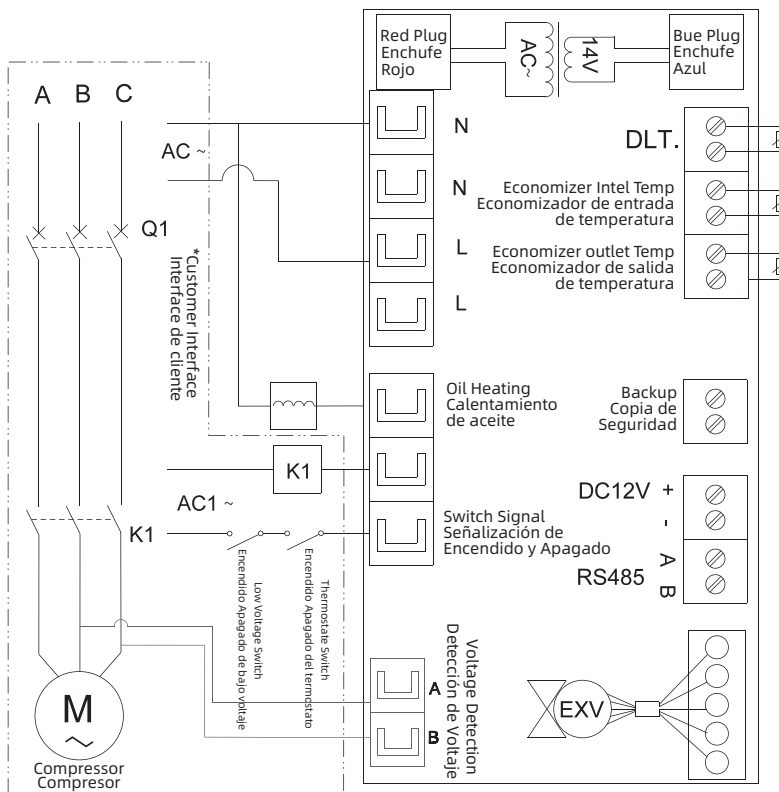 Red Plug
Enchufe
Rojo
AC~
14V
Bue Plug
Enchufe
Azul
A B C
N
DLT.
AC ~
N
Economizer Intel Temp
Economizador de entrada
de temperatura
Q1
L
Economizer outlet Temp
Economizador de salida
de temperatura
*Customer Interface
Interface de cliente
L
Oil Heating
Calentamiento
de aceite
Backup
Copia de
Seguridad
K1
AC1 ~
DC12V +
-
K1
Switch Signal
Señalización de
Encendido y Apagado
RS485
A
B
Low Voltage Switch
Encendido Apagado de bajo voltaje
Thermostate Switch
Encendido Apagado del termostato
Voltage Detection
Detección de Voltaje
A
B
EXV
M
~
Compressor
Compresor